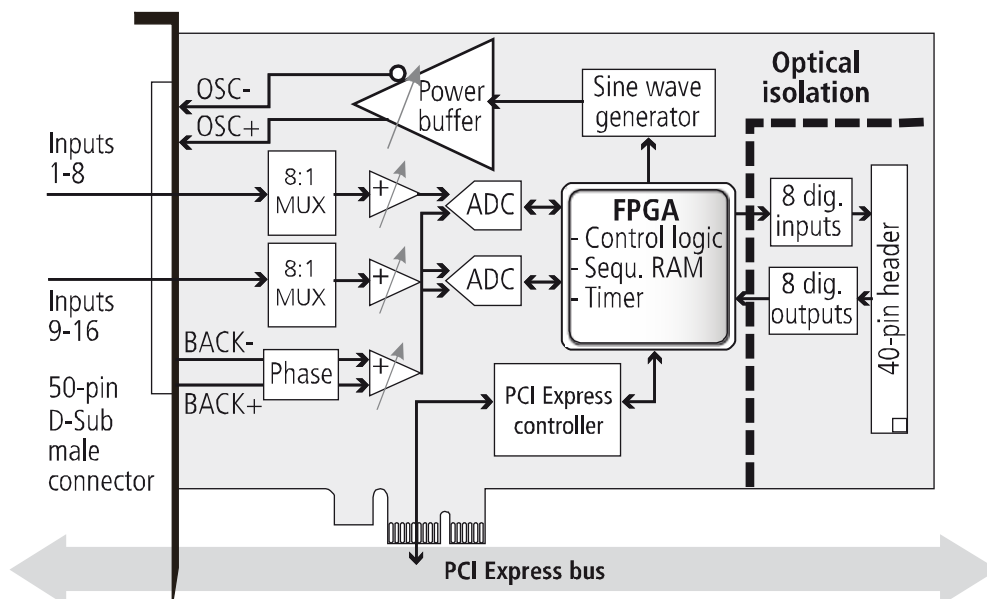 OSC-
OSC+
Power
buffer
Sine wave
generator
Optical
isolation
Inputs
1-8
8:1
MUX
+
ADC
FPGA
- Control logic
- Sequ. RAM
- Timer
8 dig.
inputs
8 dig.
outputs
40-pin header
8:1
MUX
+
ADC
Inputs
9-16
BACK-
Phase
+
BACK+
50-pin
D-Sub
male
connector
PCI Express
controller
PCI Express bus